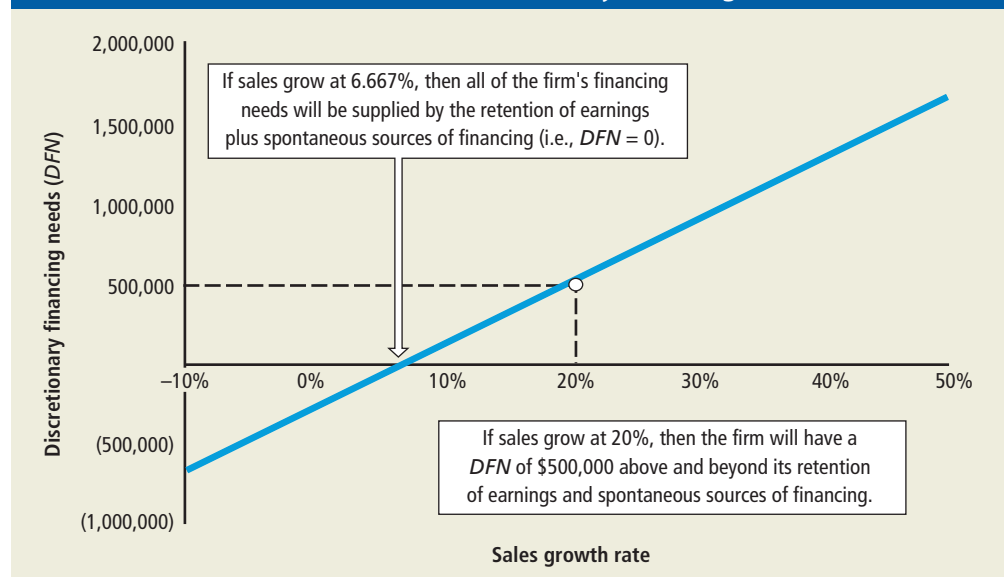 2,000,000
If sales grow at 6.667%, then all of the firm's financing
needs will be supplied by the retention of earnings
plus spontaneous sources of financing (i.e., DFN = 0).
1,500,000
1,000,000
500,000
Discretionary financing needs (DFN)
–10% 0% 10% 20% 30% 40% 50%
(500,000)
(1,000,000)
If sales grow at 20%, then the firm will have a
DFN of $500,000 above and beyond its retention
of earnings and spontaneous sources of financing.
Sales growth rate